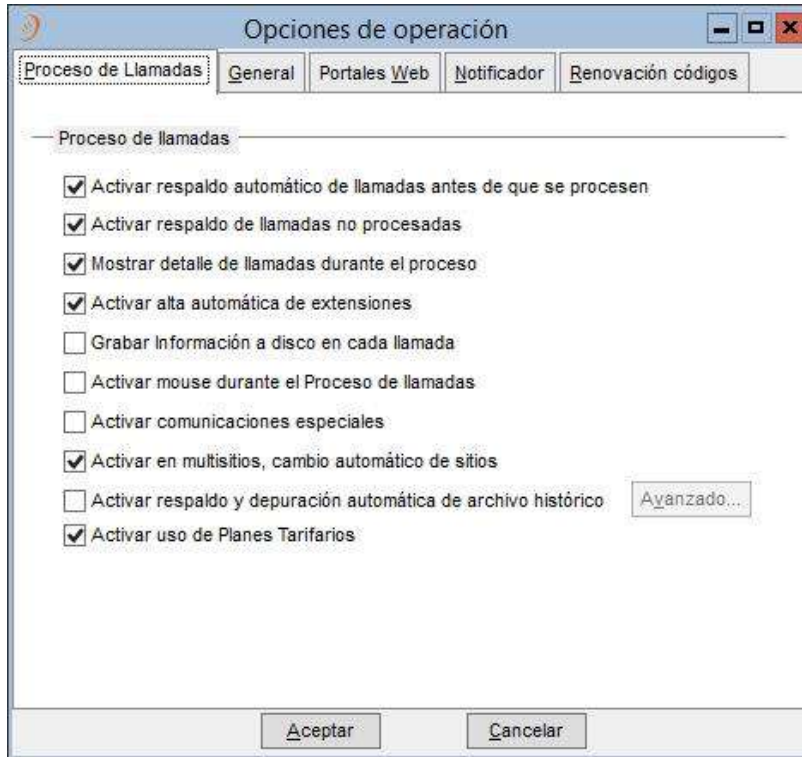 Opciones de operación
Proceso de Llamadas General Portales Web Notificador Renovación códigos
Proceso de llamadas
Activar respaldo automático de llamadas antes de que se procesen
Activar respaldo de llamadas no procesadas
Mostrar detalle de llamadas durante el proceso
Activar alta automática de extensiones
Grabar Información a disco en cada llamada
Activar mouse durante el Proceso de llamadas
Activar comunicaciones especiales
Activar en multisitios, cambio automático de sitios
Activar respaldo y depuración automática de archivo histórico Avanzado...
Activar uso de Planes Tarifarios
Aceptar Cancelar